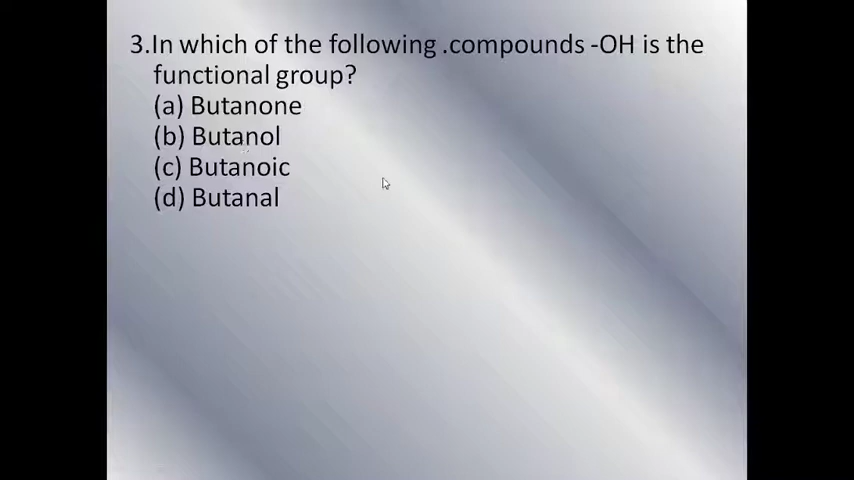 3.In which of the following .compounds -OH is the
functional group?
(a) Butanone
(b) Butanol
(c) Butanoic
(d) Butanal